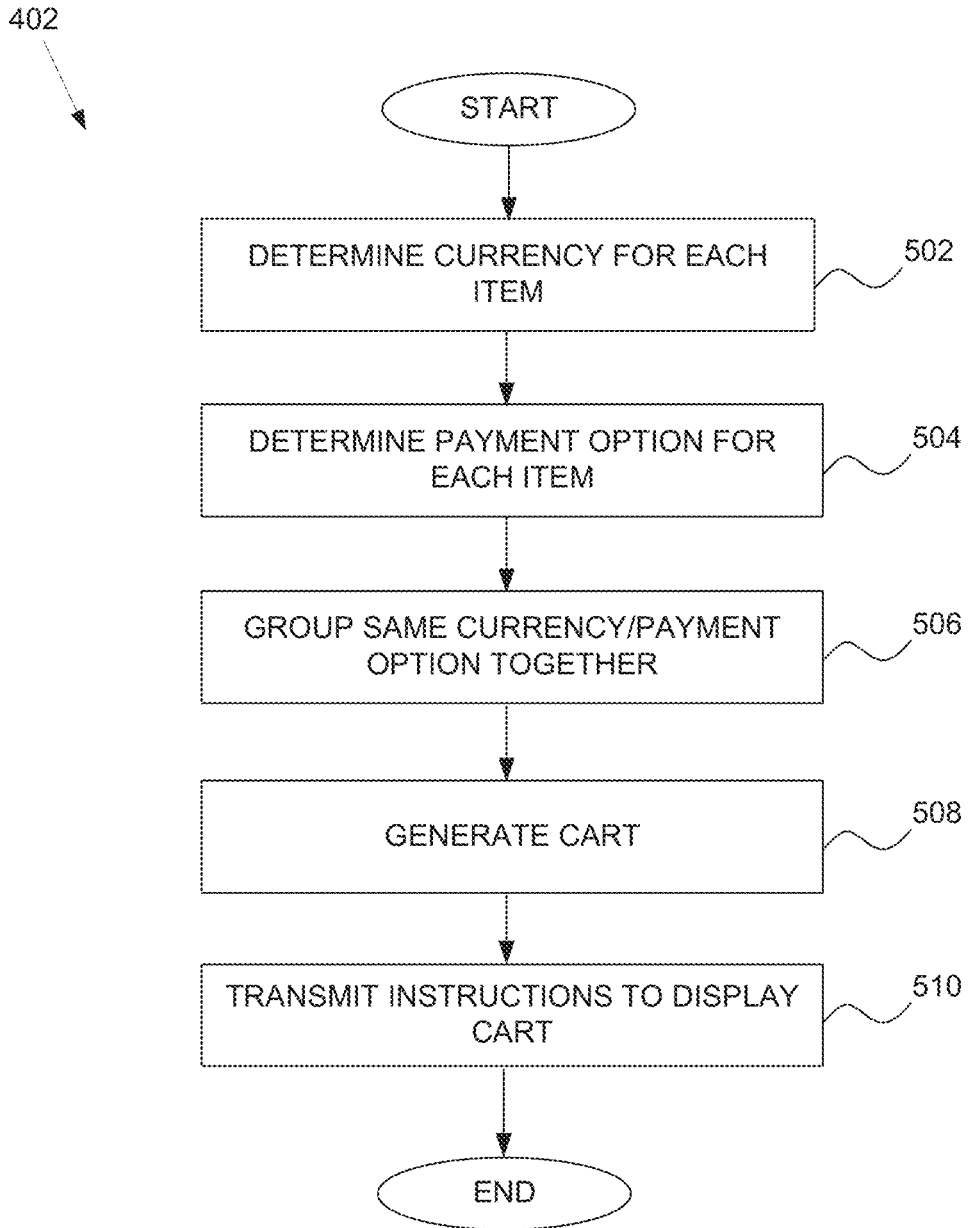 402
START
DETERMINE CURRENCY FOR EACH
ITEM
502
DETERMINE PAYMENT OPTION FOR
EACH ITEM
504
GROUP SAME CURRENCY/PAYMENT
OPTION TOGETHER
506
GENERATE CART
508
TRANSMIT INSTRUCTIONS TO DISPLAY
CART
510
END